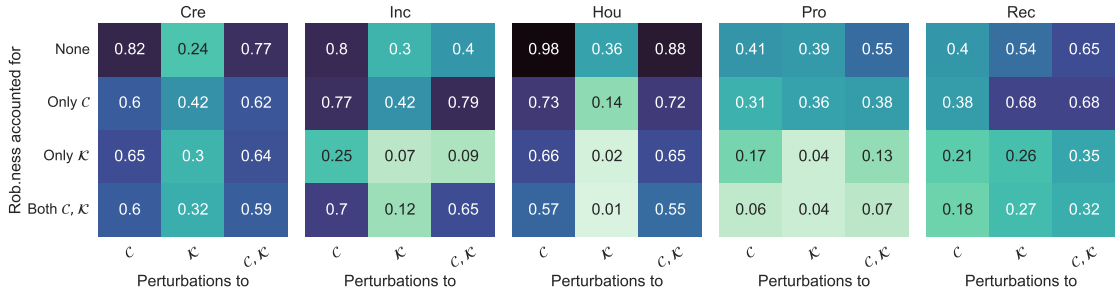 Cre Inc Hou Pro Rec
Rob.ness accounted for
None 0.82 0.24 0.77 0.8 0.3 0.4 0.98 0.36 0.88 0.41 0.39 0.55 0.4 0.54 0.65
Only 𝒞 0.6 0.42 0.62 0.77 0.42 0.79 0.73 0.14 0.72 0.31 0.36 0.38 0.38 0.68 0.68
Only 𝒦 0.65 0.3 0.64 0.25 0.07 0.09 0.66 0.02 0.65 0.17 0.04 0.13 0.21 0.26 0.35
Both 𝒞, 𝒦 0.6 0.32 0.59 0.7 0.12 0.65 0.57 0.01 0.55 0.06 0.04 0.07 0.18 0.27 0.32
𝒞 𝒦 𝒞, 𝒦 𝒞 𝒦 𝒞, 𝒦 𝒞 𝒦 𝒞, 𝒦 𝒞 𝒦 𝒞, 𝒦 𝒞 𝒦 𝒞, 𝒦
Perturbations to Perturbations to Perturbations to Perturbations to Perturbations to